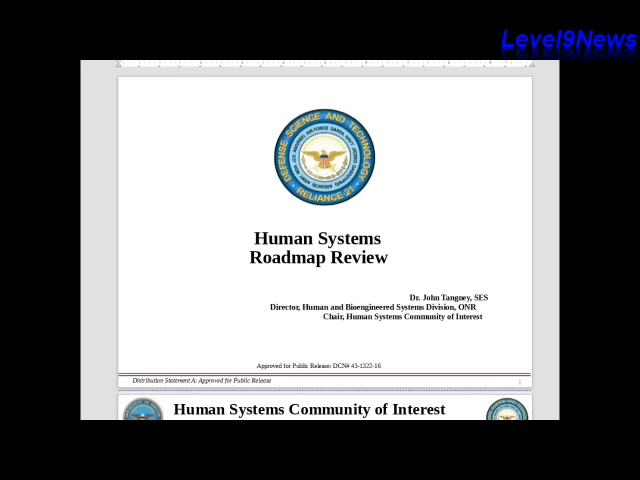 Level9News
DEFENSE SCIENCE AND TECHNOLOGY
RELIANCE 21
Human Systems
Roadmap Review
Dr. John Tangney, SES
Director, Human and Bioengineered Systems Division, ONR
Chair, Human Systems Community of Interest
Approved for Public Release: DCN# 43-1322-16
Distribution Statement A: Approved for Public Release
1
Human Systems Community of Interest